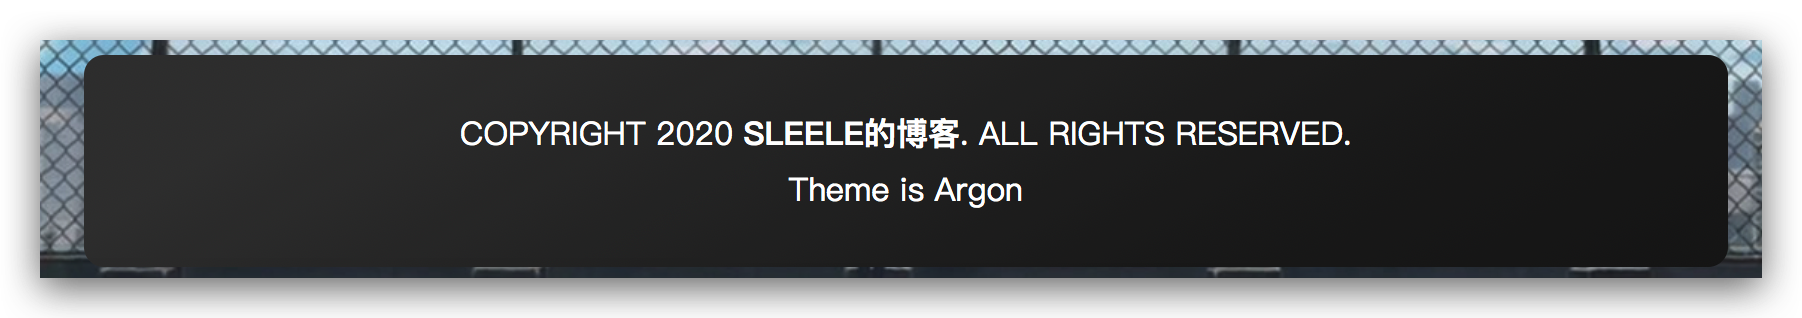 COPYRIGHT 2020 SLEELE的博客. ALL RIGHTS RESERVED.
Theme is Argon